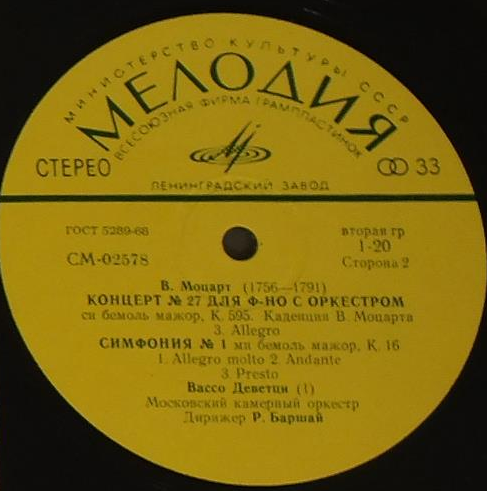 МИНИСТЕРСТВО КУЛЬТУРЫ СССР
МЕЛОДИЯ
ВСЕСОЮЗНАЯ ФИРМА ГРАМПЛАСТИНОК
СТЕРЕО
33
ЛЕНИНГРАДСКИЙ ЗАВОД
ГОСТ 5289-68
вторая гр
СМ-02578
1-20
Сторона 2
В. Моцарт (1756—1791)
КОНЦЕРТ № 27 ДЛЯ Ф-НО С ОРКЕСТРОМ
си бемоль мажор, К. 595. Каденция В. Моцарта
3. Allegro
СИМФОНИЯ № 1 ми бемоль мажор, К. 16
1. Allegro molto 2. Andante
3. Presto
Вассо Деветци (1)
Московский камерный оркестр
Дирижер Р. Баршай